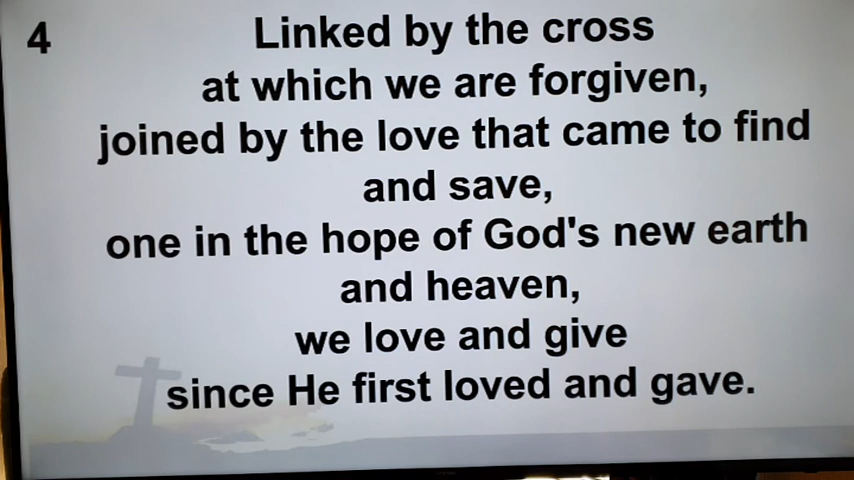 4
Linked by the cross
at which we are forgiven,
joined by the love that came to find
and save,
one in the hope of God's new earth
and heaven,
we love and give
since He first loved and gave.